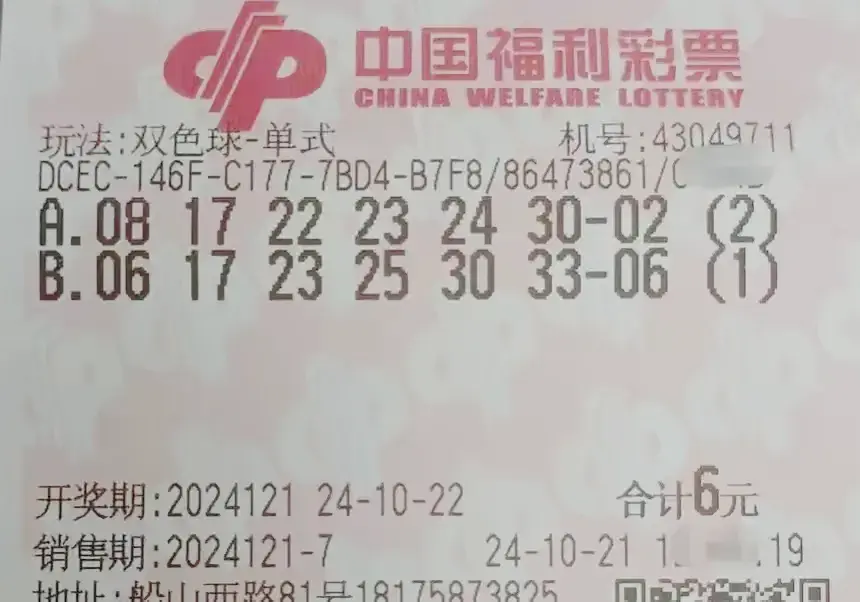 中国福利彩票
CHINA WELFARE LOTTERY
玩法:双色球-单式 机号:43049711
DCEC-146F-C177-7BD4-B7F8/86473861/
A.08 17 22 23 24 30-02 (2)
B.06 17 23 25 30 33-06 (1)
开奖期:2024121 24-10-22 合计6元
销售期:2024121-7 24-10-21 19
地址:船山西路81号18175873825